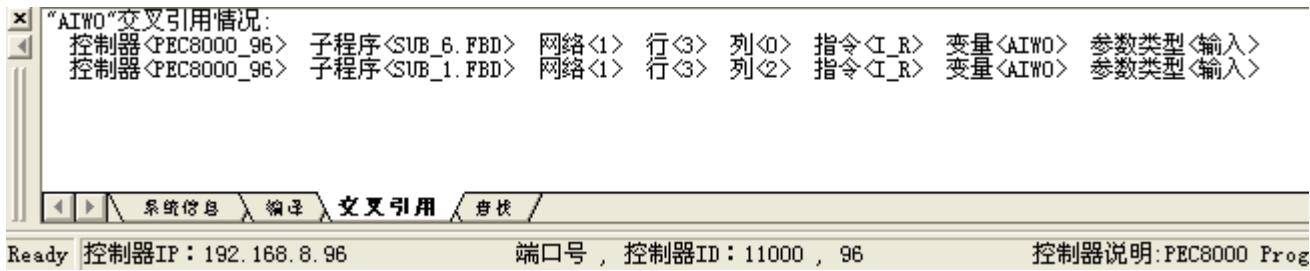 “AIW0“交叉引用情况:
控制器<PEC8000_96> 子程序<SUB_6.FBD> 网络<1> 行<3> 列<0> 指令<I_R> 变量<AIW0> 参数类型<输入>
控制器<PEC8000_96> 子程序<SUB_1.FBD> 网络<1> 行<3> 列<2> 指令<I_R> 变量<AIW0> 参数类型<输入>
系统信息 编译 交叉引用 查找
Ready 控制器IP：192.168.8.96 端口号 , 控制器ID：11000 , 96 控制器说明:PEC8000 Prog